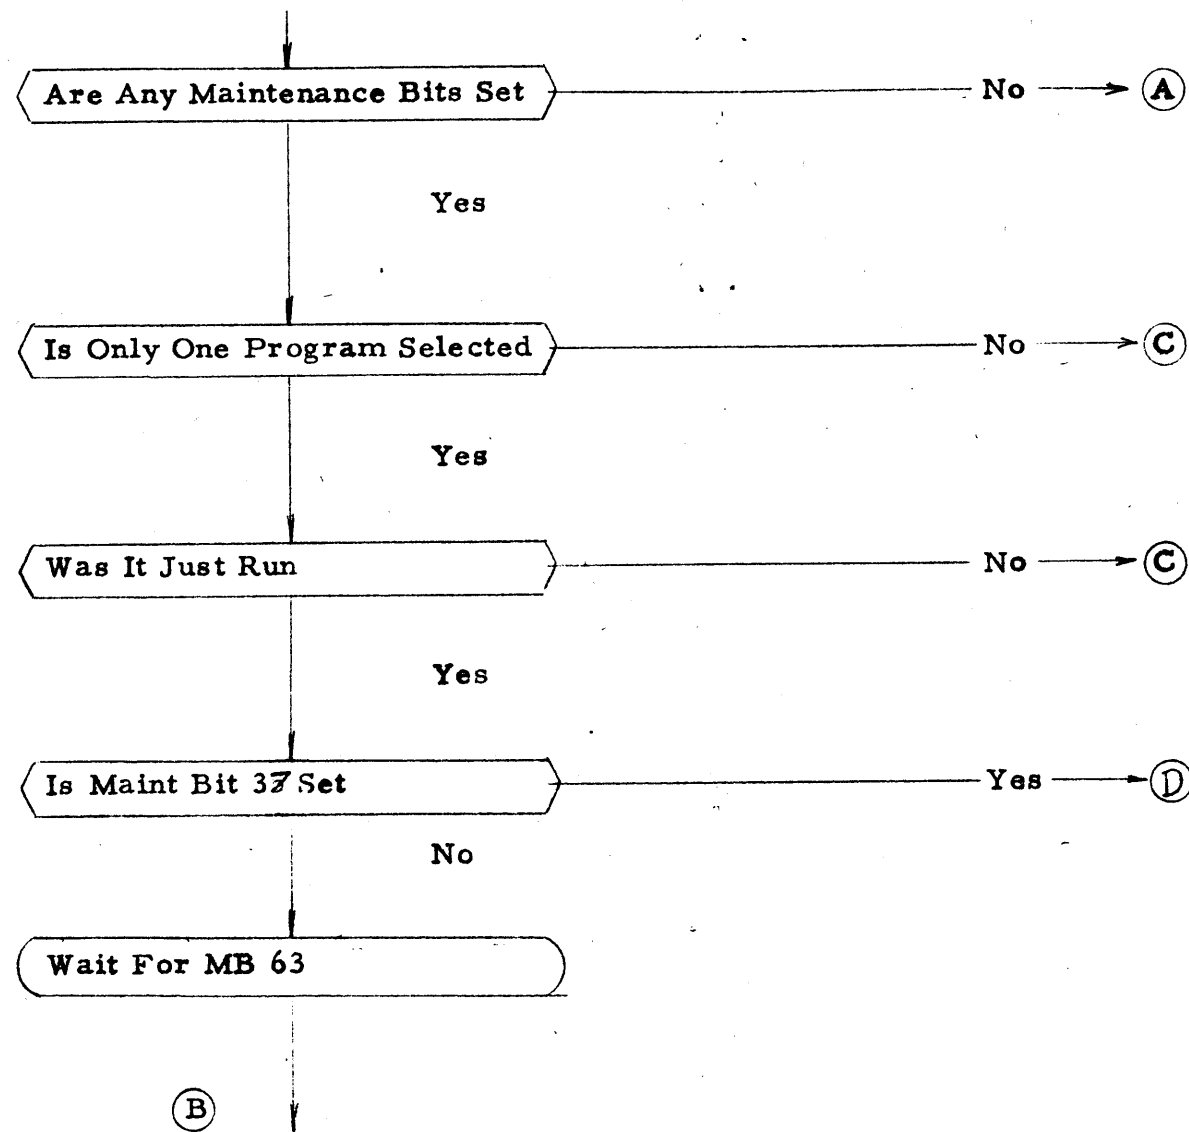 Are Any Maintenance Bits Set No A
Yes
Is Only One Program Selected No C
Yes
Was It Just Run No C
Yes
Is Maint Bit 37 Set Yes D
No
Wait For MB 63
B